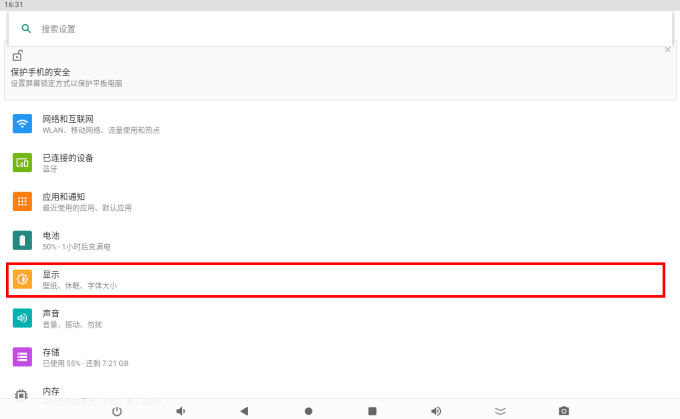 16:31
搜索设置
保护手机的安全
设置屏幕锁定方式以保护平板电脑
网络和互联网
WLAN、移动网络、流量使用和热点
已连接的设备
蓝牙
应用和通知
最近使用的应用、默认应用
电池
50% - 1小时后充满电
显示
壁纸、休眠、字体大小
声音
音量、振动、勿扰
存储
已使用 55% - 还剩 7.21 GB
内存